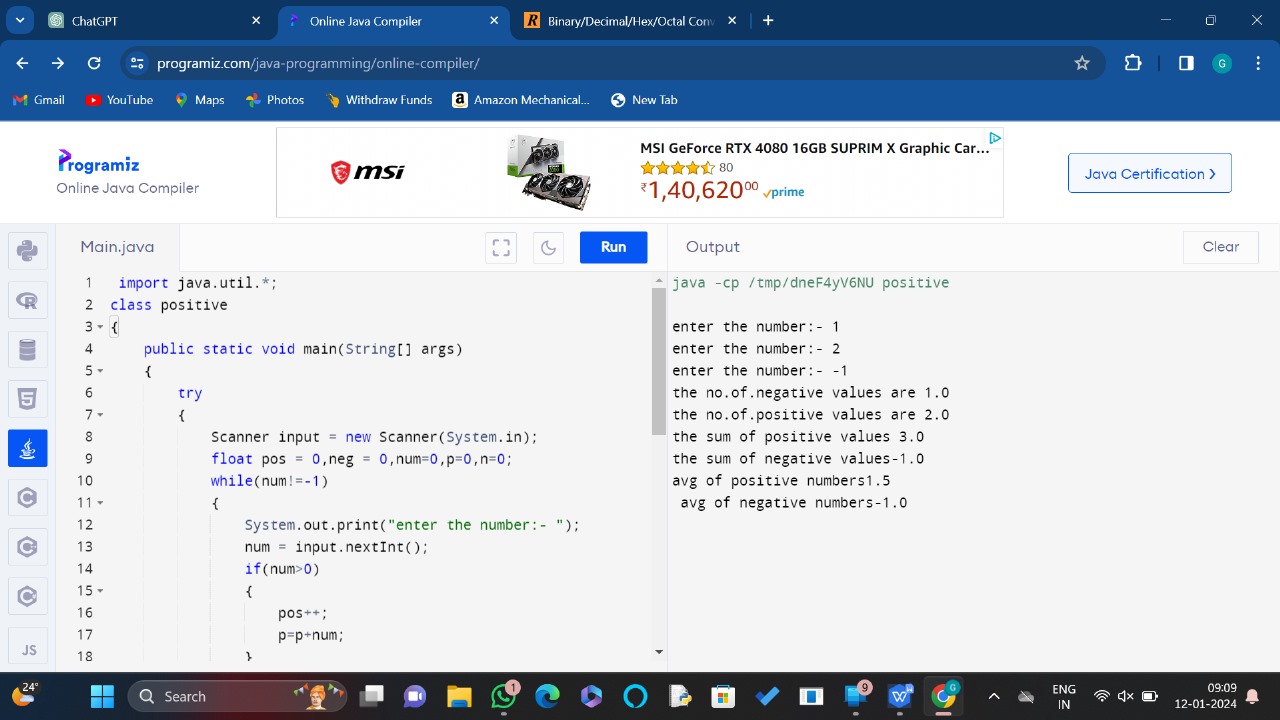 ChatGPT
Online Java Compiler
Binary/Decimal/Hex/Octal Conv
programiz.com/java-programming/online-compiler/
G
Gmail
YouTube
Maps
Photos
Withdraw Funds
Amazon Mechanical...
New Tab
Programiz
Online Java Compiler
msi
MSI GeForce RTX 4080 16GB SUPRIM X Graphic Car...
80
₹1,40,620.00 prime
Java Certification >
Main.java
Run
Output
Clear
1 import java.util.*;
2 class positive
3 {
4 public static void main(String[] args)
5 {
6 try
7 {
8 Scanner input = new Scanner(System.in);
9 float pos = 0,neg = 0,num=0,p=0,n=0;
10 while(num!=-1)
11 {
12 System.out.print("enter the number:- ");
13 num = input.nextInt();
14 if(num>0)
15 {
16 pos++;
17 p=p+num;
18 }
JS
java -cp /tmp/dneF4yV6NU positive
enter the number:- 1
enter the number:- 2
enter the number:- -1
the no.of.negative values are 1.0
the no.of.positive values are 2.0
the sum of positive values 3.0
the sum of negative values-1.0
avg of positive numbers1.5
avg of negative numbers-1.0
24°
Search
1
9
ENG
IN
09:09
12-01-2024